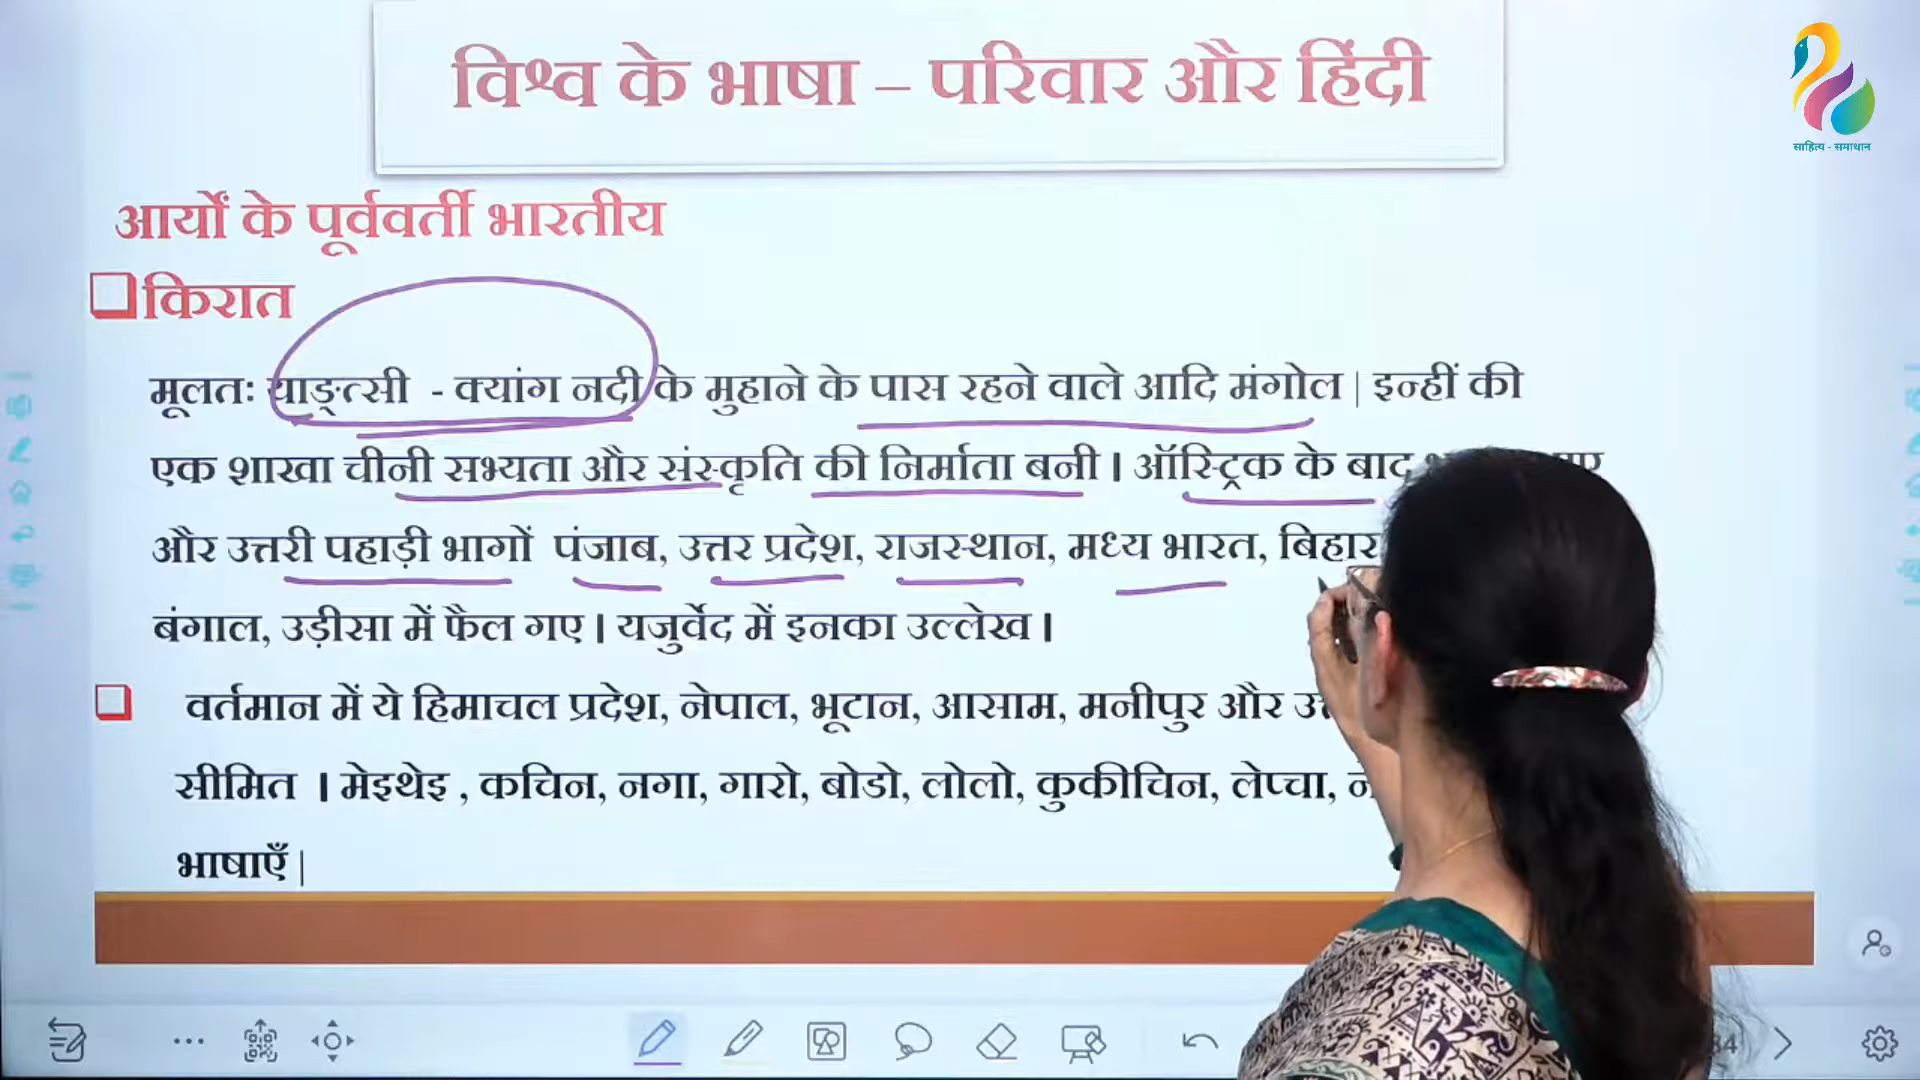 विश्व के भाषा – परिवार और हिंदी
साहित्य - समाधान
आर्यों के पूर्ववर्ती भारतीय
किरात
मूलतः याङ्त्सी - क्यांग नदी के मुहाने के पास रहने वाले आदि मंगोल | इन्हीं की
एक शाखा चीनी सभ्यता और संस्कृति की निर्माता बनी । ऑस्ट्रिक के बाद
और उत्तरी पहाड़ी भागों पंजाब, उत्तर प्रदेश, राजस्थान, मध्य भारत, बिहार
बंगाल, उड़ीसा में फैल गए । यजुर्वेद में इनका उल्लेख ।
वर्तमान में ये हिमाचल प्रदेश, नेपाल, भूटान, आसाम, मनीपुर और
सीमित । मेइथेइ , कचिन, नगा, गारो, बोडो, लोलो, कुकीचिन, लेप्चा,
भाषाएँ |